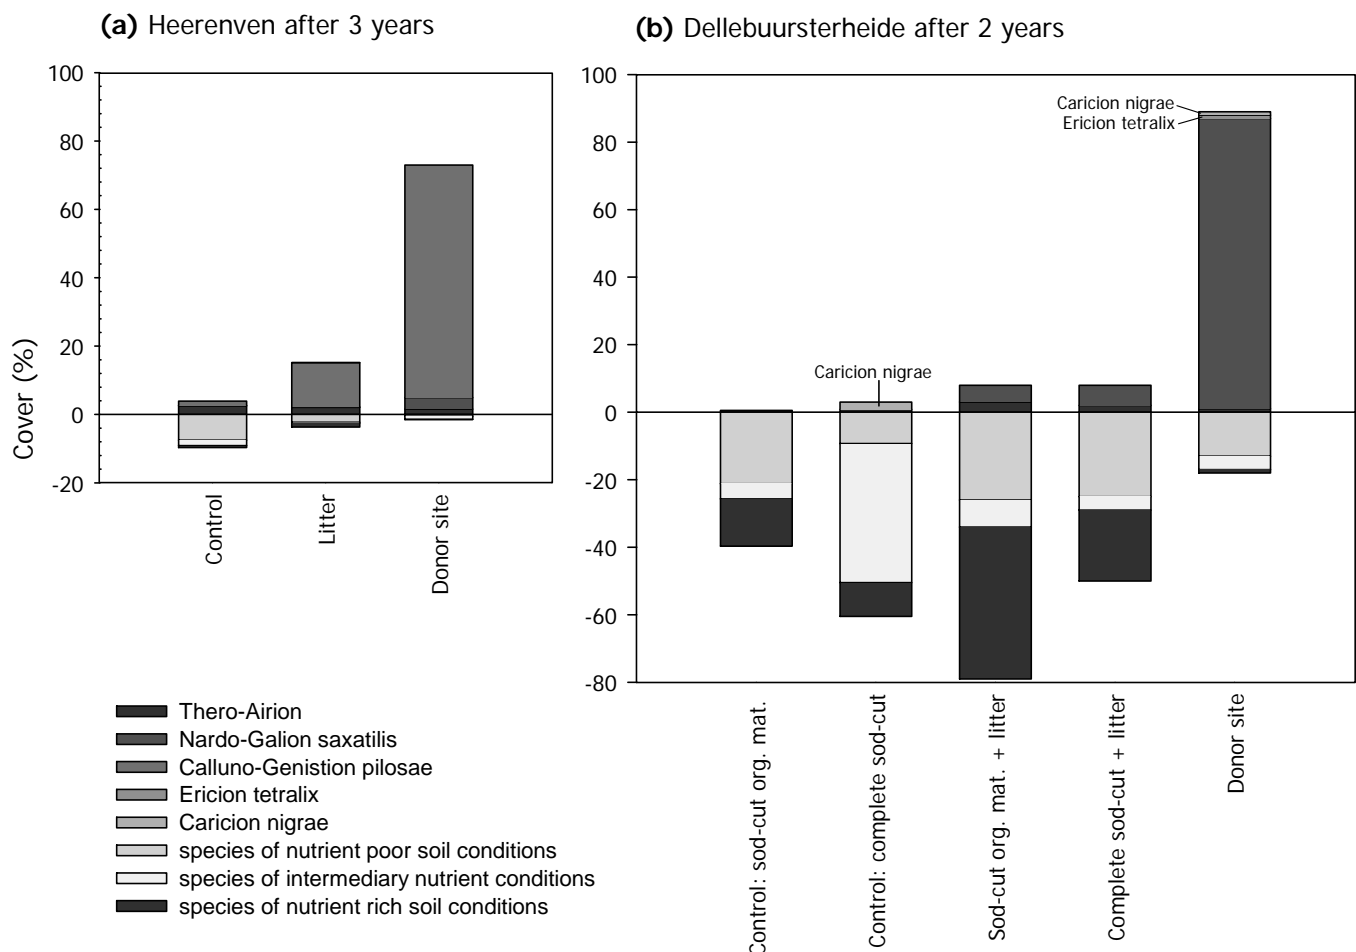 (a) Heerenven after 3 years
(b) Dellebuursterheide after 2 years
Cover (%)
100
80
60
40
20
0
-20
Control
Litter
Donor site
100
80
60
40
20
0
-20
-40
-60
-80
Caricion nigrae
Caricion nigrae
Ericion tetralix
Control: sod-cut org. mat.
Control: complete sod-cut
Sod-cut org. mat. + litter
Complete sod-cut + litter
Donor site
Thero-Airion
Nardo-Galion saxatilis
Calluno-Genistion pilosae
Ericion tetralix
Caricion nigrae
species of nutrient poor soil conditions
species of intermediary nutrient conditions
species of nutrient rich soil conditions